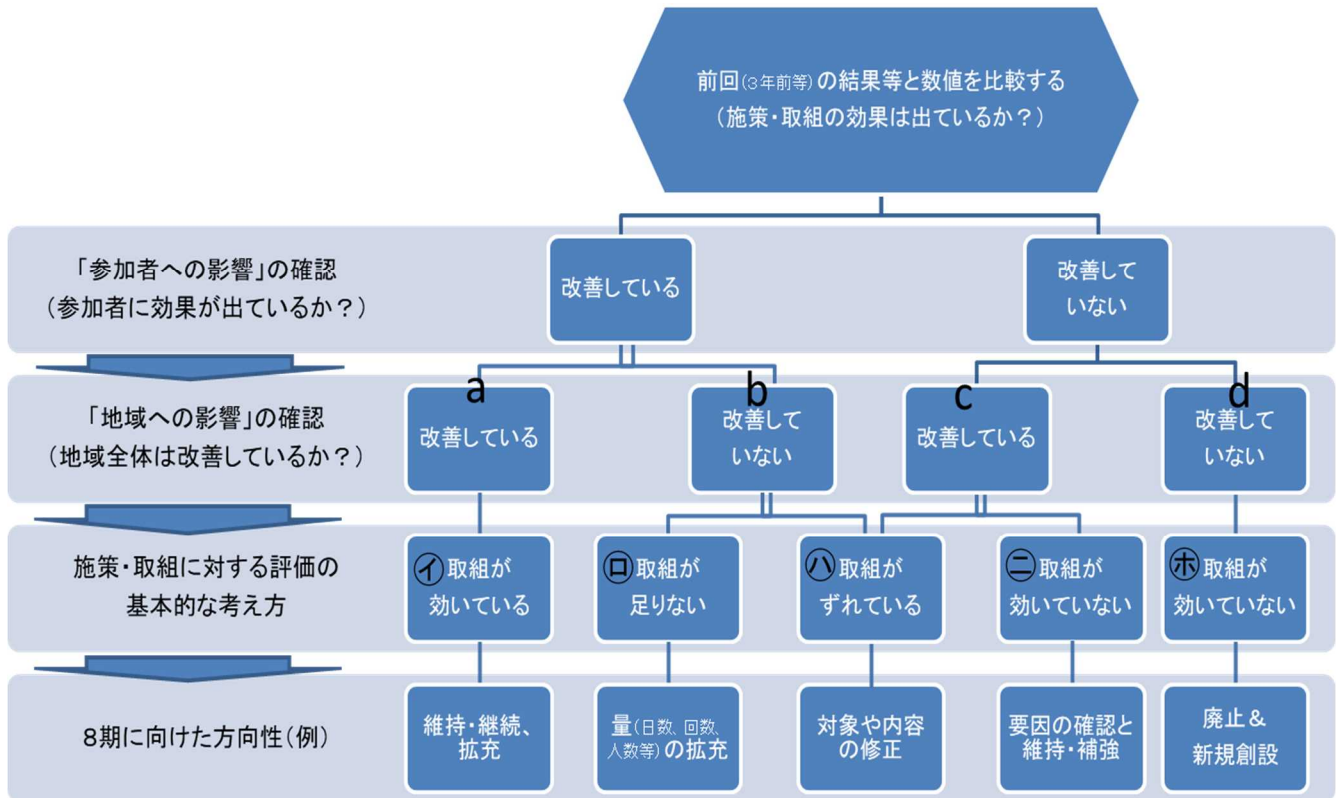 前回(3年前等)の結果等と数値を比較する
(施策・取組の効果は出ているか？)
「参加者への影響」の確認
(参加者に効果が出ているか？)
改善している
改善して
いない
「地域への影響」の確認
(地域全体は改善しているか？)
a
改善している
b
改善して
いない
c
改善している
d
改善して
いない
施策・取組に対する評価の
基本的な考え方
㋑取組が
効いている
㋺取組が
足りない
㋩取組が
ずれている
㋥取組が
効いていない
㋭取組が
効いていない
8期に向けた方向性(例)
維持・継続、
拡充
量(日数、回数、
人数等)の拡充
対象や内容
の修正
要因の確認と
維持・補強
廃止＆
新規創設